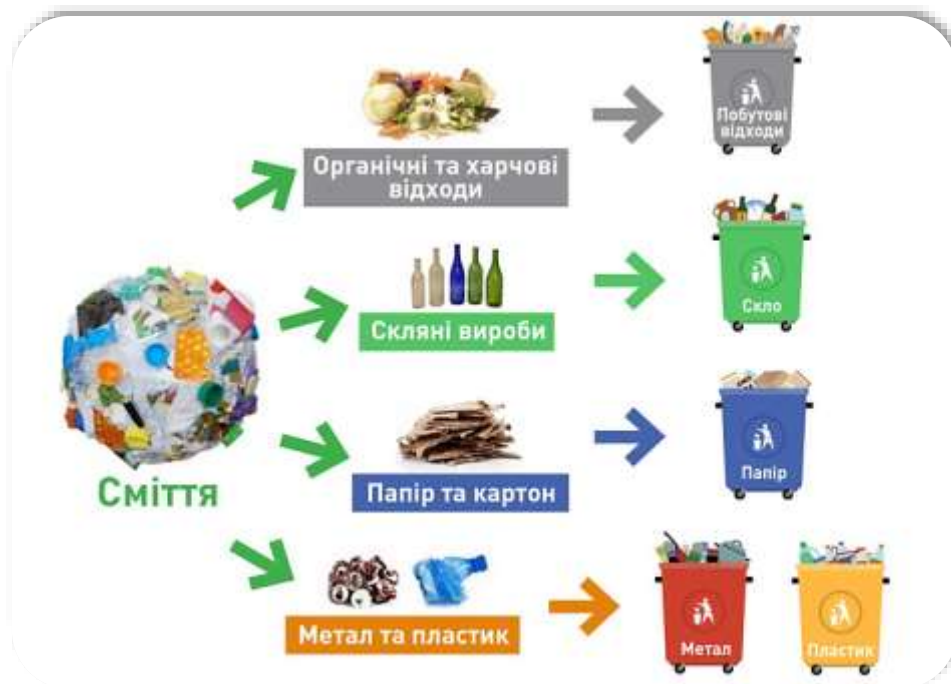 Органічні та харчові
відходи
Побутові
відходи
Скляні вироби
Скло
Сміття
Папір та картон
Папір
Метал та пластик
Метал
Пластик